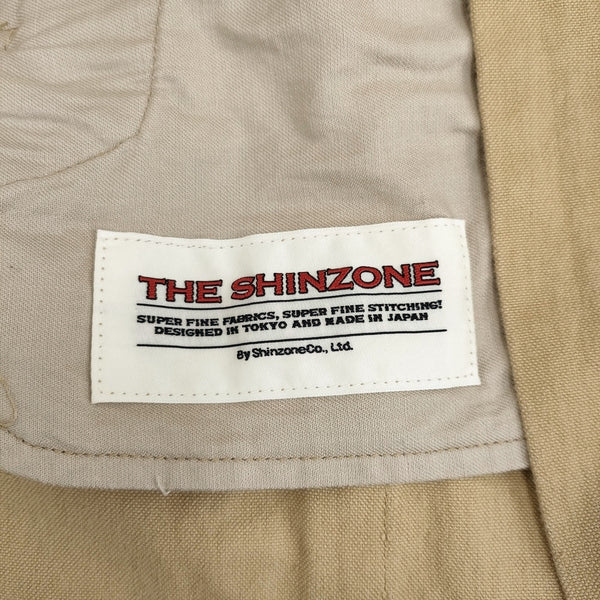 THE SHINZONE
SUPER FINE FABRICS, SUPER FINE STITCHING!
DESIGNED IN TOKYO AND MADE IN JAPAN
By ShinzoneCo., Ltd.